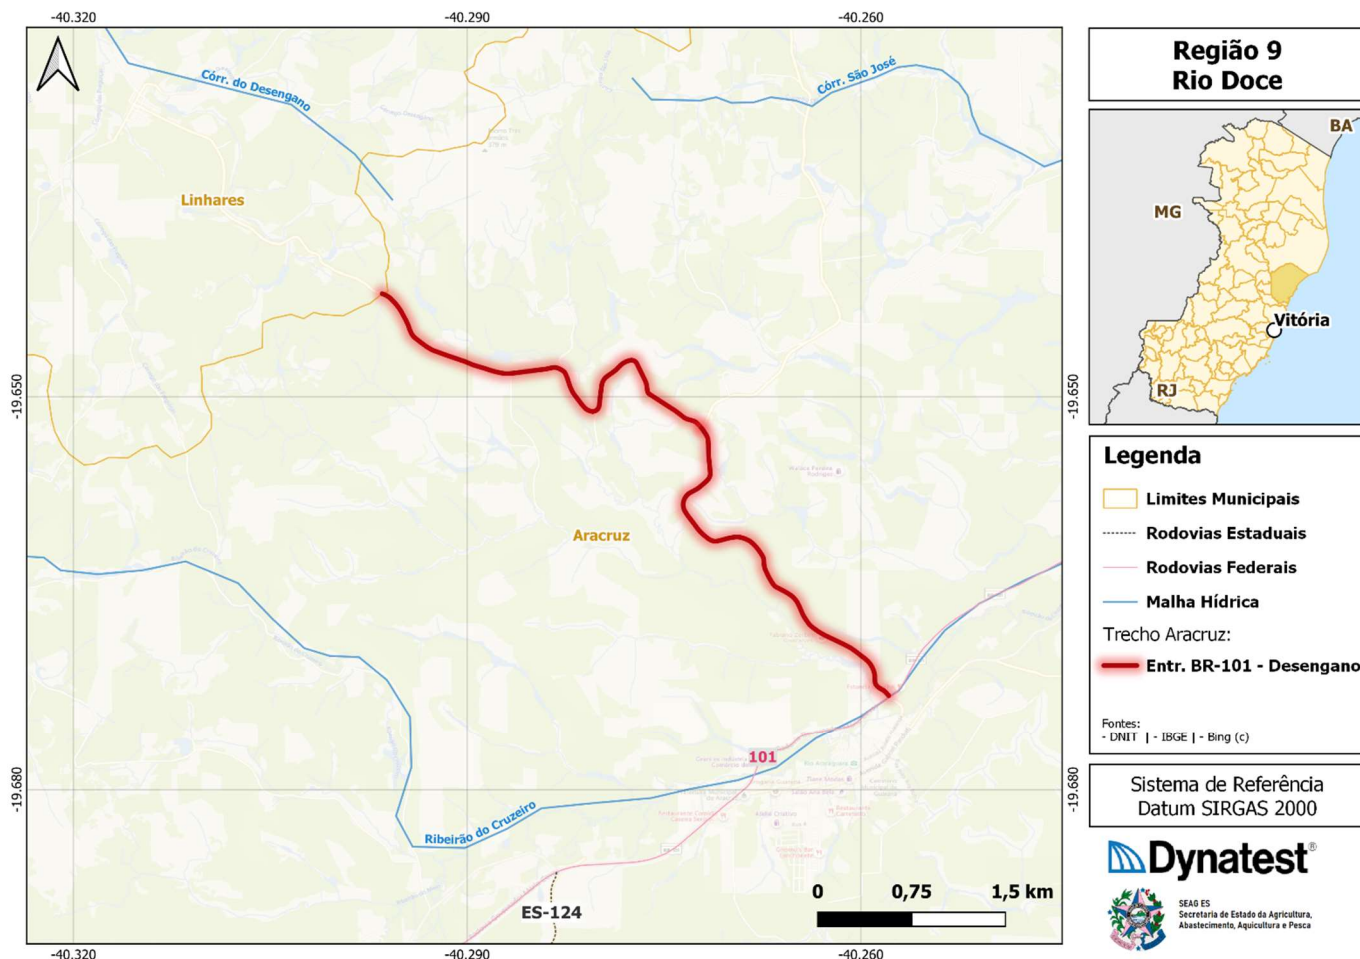 -40.320
-40.290
-40.260
Córr. do Desengano
Córr. São José
Linhares
-19.650
-19.650
Aracruz
101
-19.680
-19.680
Ribeirão do Cruzeiro
ES-124
0 0,75 1,5 km
-40.320
-40.290
-40.260
Região 9
Rio Doce
BA
MG
Vitória
RJ
Legenda
Limites Municipais
Rodovias Estaduais
Rodovias Federais
Malha Hídrica
Trecho Aracruz:
Entr. BR-101 - Desengano
Fontes:
- DNIT | - IBGE | - Bing (c)
Sistema de Referência
Datum SIRGAS 2000
Dynatest®
SEAG ES
Secretaria de Estado da Agricultura,
Abastecimento, Aquicultura e Pesca